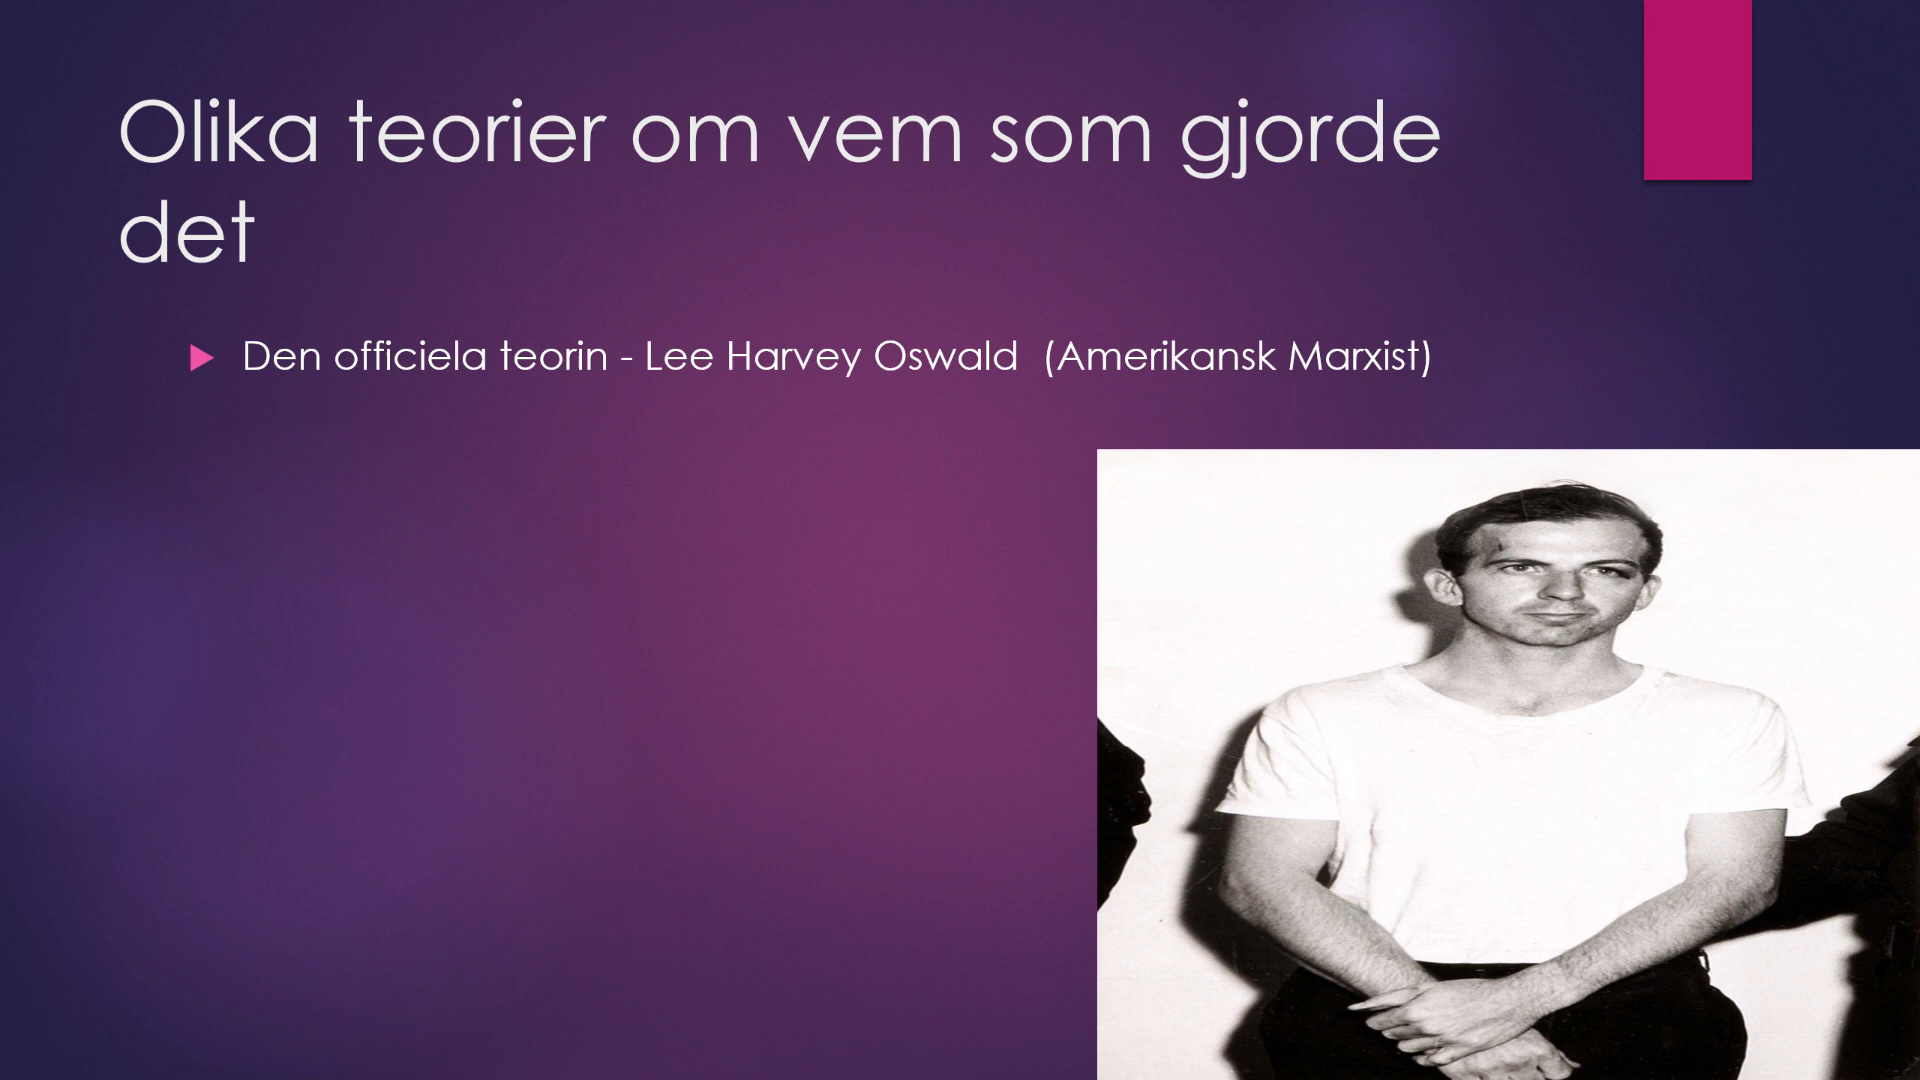 Olika teorier om vem som gjorde
det
Den officiela teorin - Lee Harvey Oswald  (Amerikansk Marxist)